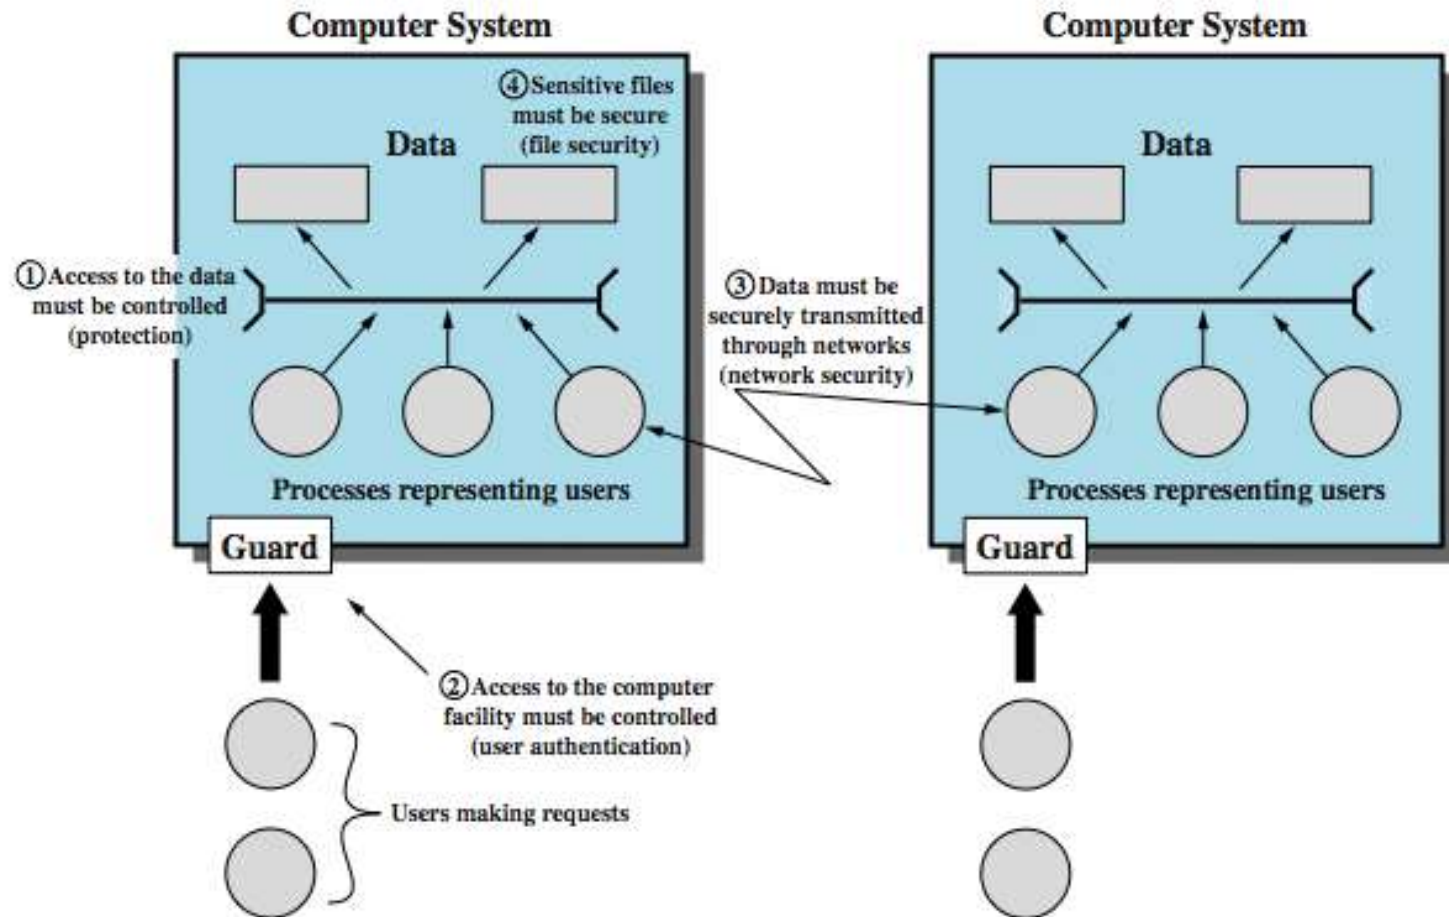 Computer System
④Sensitive files
must be secure
(file security)
Data
①Access to the data
must be controlled
(protection)
Processes representing users
Guard
②Access to the computer
facility must be controlled
(user authentication)
Users making requests
③Data must be
securely transmitted
through networks
(network security)
Computer System
Data
Processes representing users
Guard